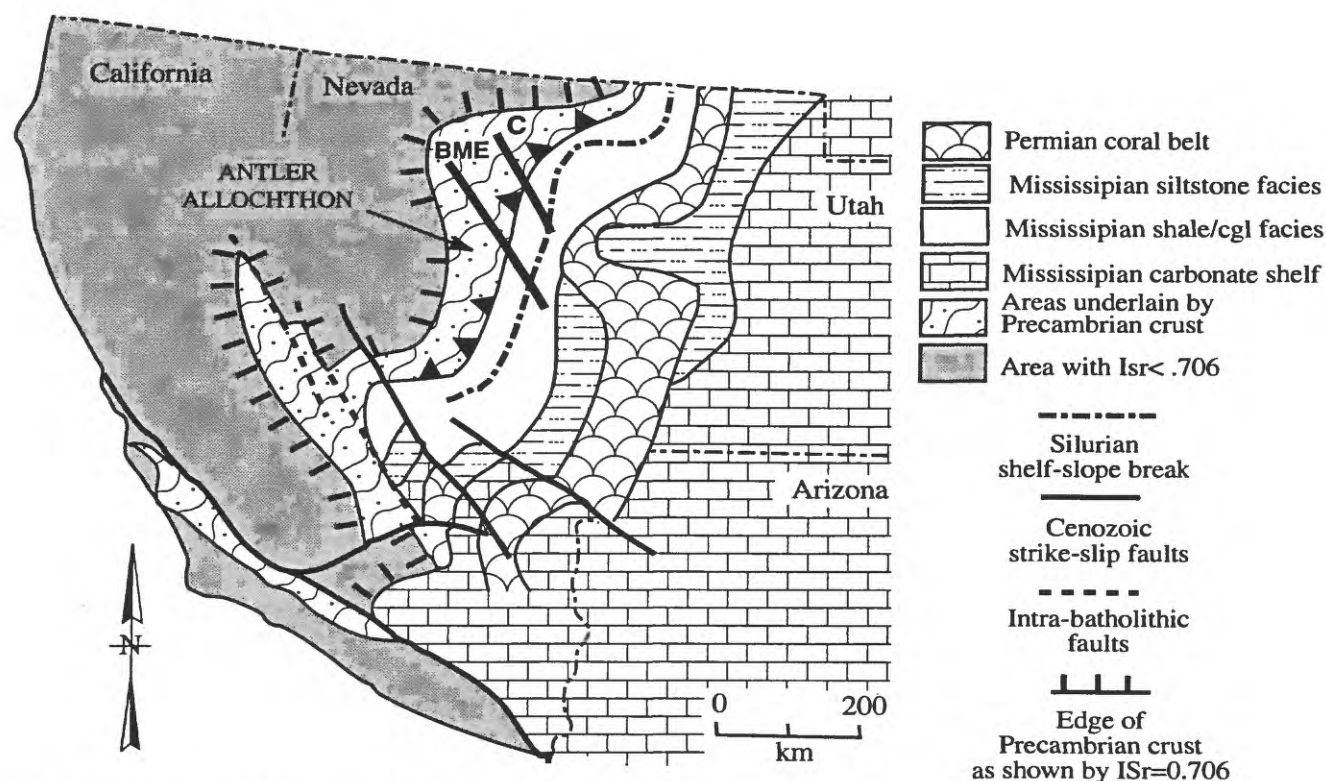 California
Nevada
C
BME
ANTLER
ALLOCHTHON
Utah
Arizona
N
0 200
km
Permian coral belt
Mississipian siltstone facies
Mississipian shale/cgl facies
Mississipian carbonate shelf
Areas underlain by
Precambrian crust
Area with Isr< .706
Silurian
shelf-slope break
Cenozoic
strike-slip faults
Intra-batholithic
faults
Edge of
Precambrian crust
as shown by ISr=0.706